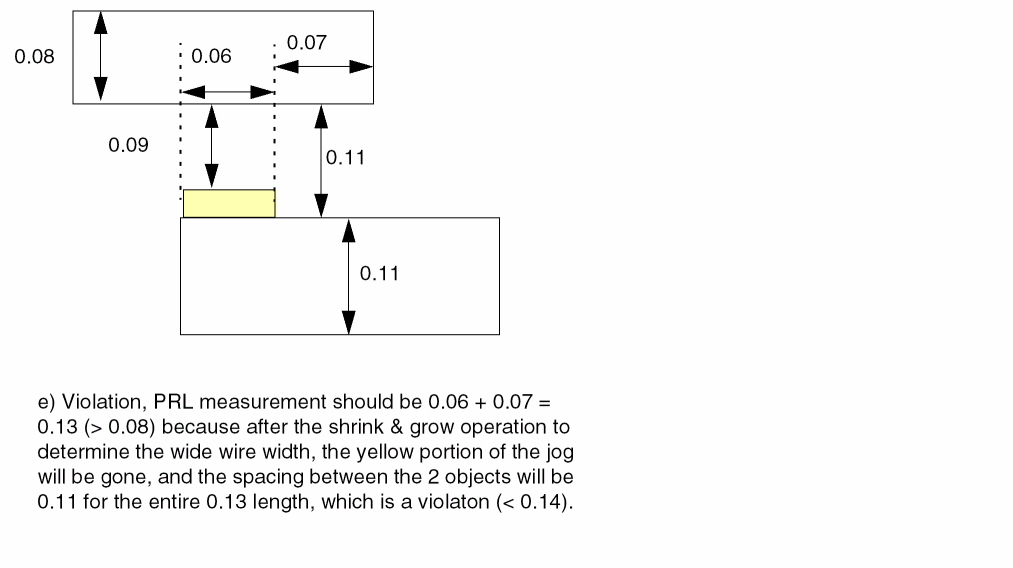 0.07
0.08
0.06
0.09
0.11
0.11
e) Violation, PRL measurement should be 0.06 + 0.07 =
0.13 (> 0.08) because after the shrink & grow operation to
determine the wide wire width, the yellow portion of the jog
will be gone, and the spacing between the 2 objects will be
0.11 for the entire 0.13 length, which is a violaton (< 0.14).